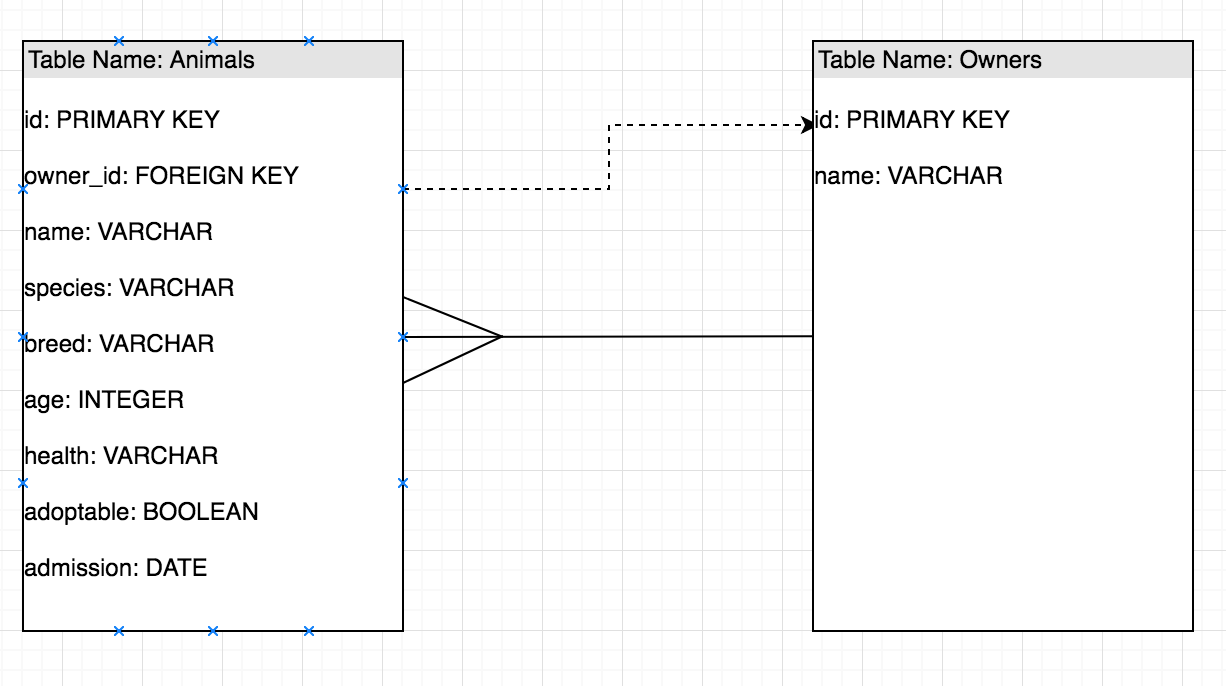 Table Name: Animals
id: PRIMARY KEY
owner_id: FOREIGN KEY
name: VARCHAR
species: VARCHAR
breed: VARCHAR
age: INTEGER
health: VARCHAR
adoptable: BOOLEAN
admission: DATE
Table Name: Owners
id: PRIMARY KEY
name: VARCHAR